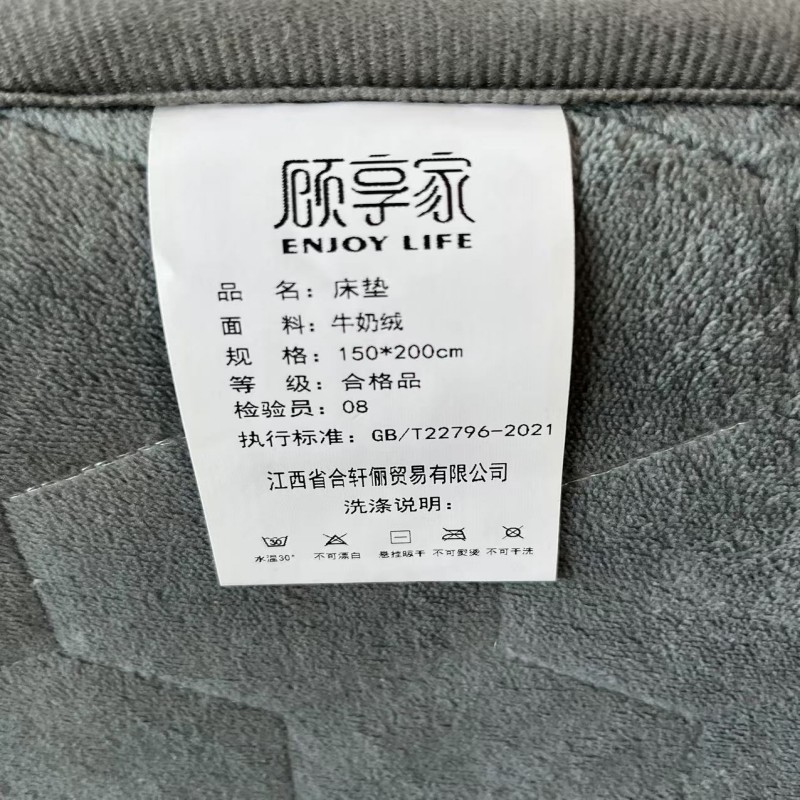 顾享家
ENJOY LIFE
品 名：床垫
面 料：牛奶绒
规 格：150*200cm
等 级：合格品
检验员：08
执行标准：GB/T22796-2021
江西省合轩俪贸易有限公司
洗涤说明：
水温30° 不可漂白 悬挂晾干 不可熨烫 不可干洗